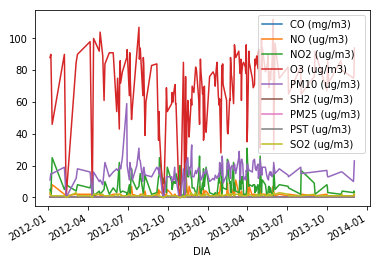 100
80
60
40
20
0
CO (mg/m3)
NO (ug/m3)
NO2 (ug/m3)
O3 (ug/m3)
PM10 (ug/m3)
SH2 (ug/m3)
PM25 (ug/m3)
PST (ug/m3)
SO2 (ug/m3)
2012-01
2012-04
2012-07
2012-10
2013-01
2013-04
2013-07
2013-10
2014-01
DIA